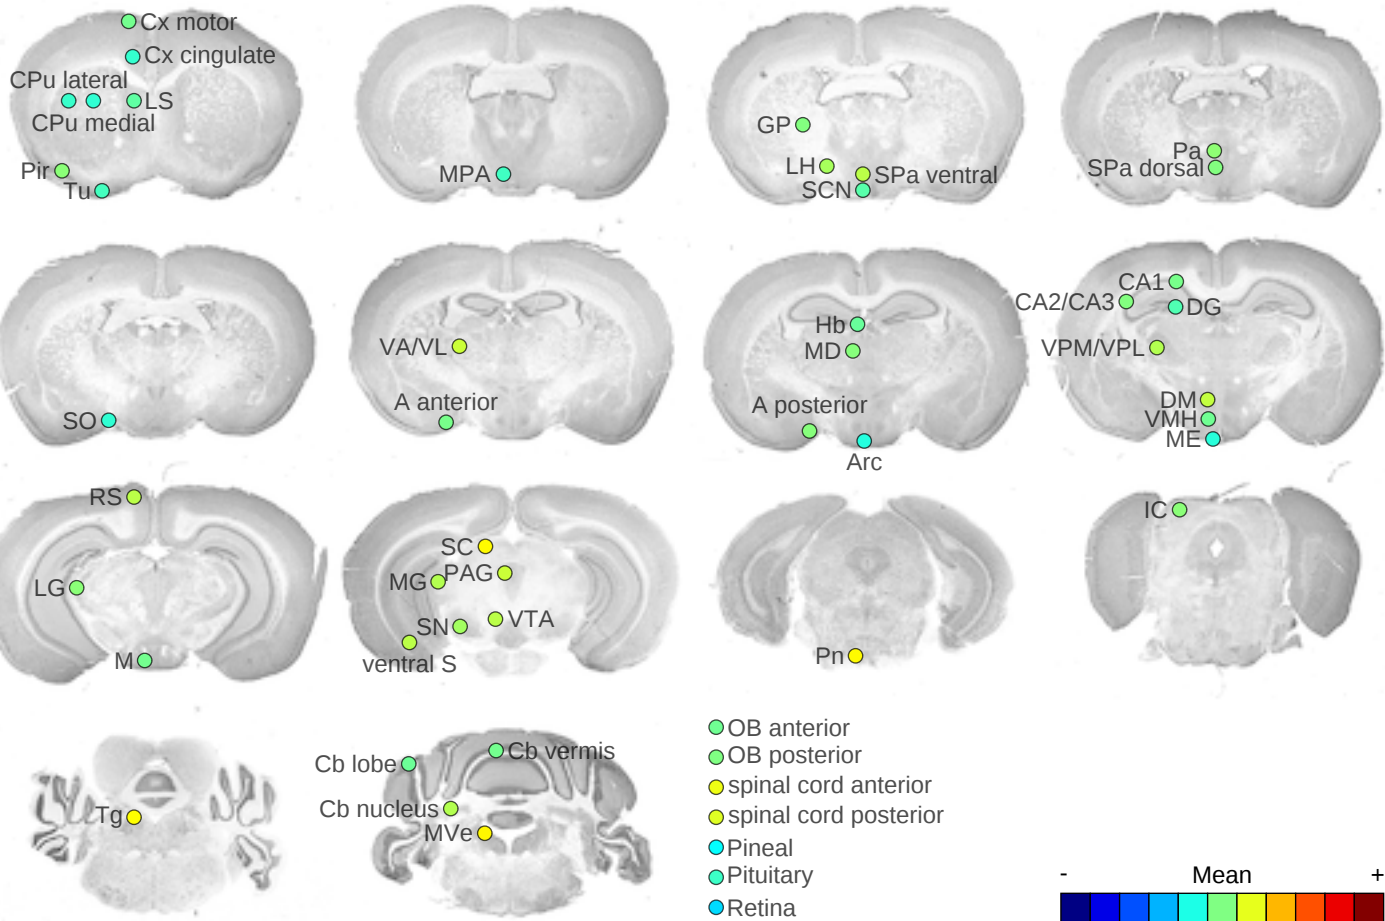 Cx motor
Cx cingulate
CPu lateral
LS
CPu medial
Pir
Tu
MPA
GP
LH
SPa ventral
SCN
Pa
SPa dorsal
SO
VA/VL
A anterior
Hb
MD
A posterior
Arc
CA1
CA2/CA3
DG
VPM/VPL
DM
VMH
ME
RS
LG
M
SC
PAG
MG
VTA
SN
ventral S
Pn
IC
Tg
Cb vermis
Cb lobe
Cb nucleus
MVe
OB anterior
OB posterior
spinal cord anterior
spinal cord posterior
Pineal
Pituitary
Retina
- Mean +